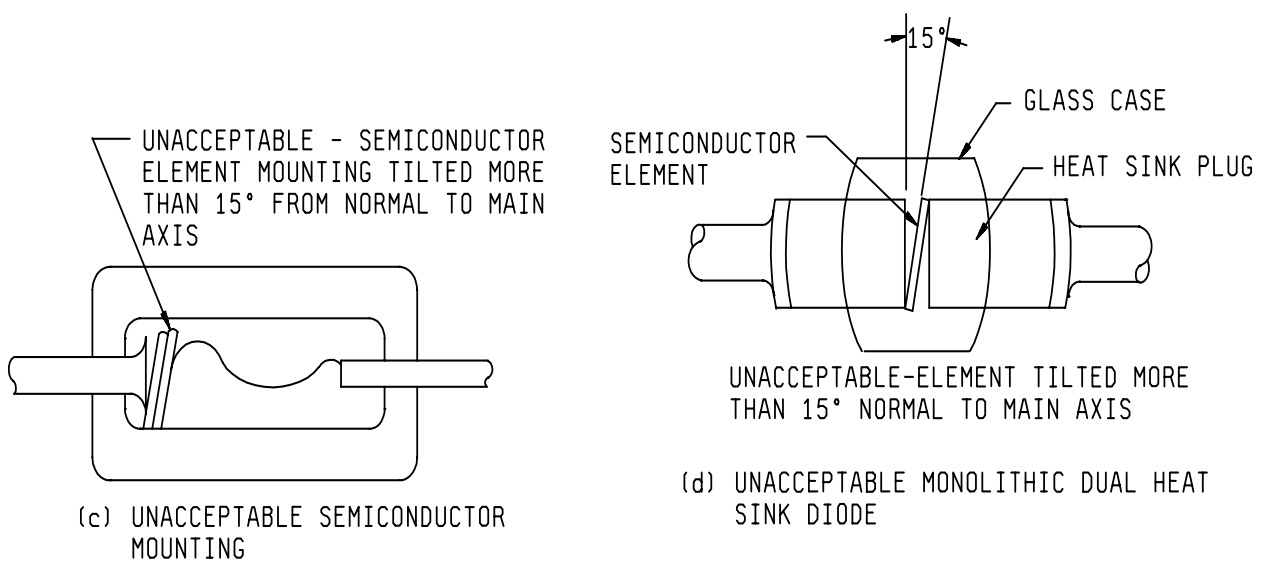 UNACCEPTABLE - SEMICONDUCTOR
ELEMENT MOUNTING TILTED MORE
THAN 15° FROM NORMAL TO MAIN
AXIS
(c) UNACCEPTABLE SEMICONDUCTOR
MOUNTING
15°
GLASS CASE
SEMICONDUCTOR
ELEMENT
HEAT SINK PLUG
UNACCEPTABLE-ELEMENT TILTED MORE
THAN 15° NORMAL TO MAIN AXIS
(d) UNACCEPTABLE MONOLITHIC DUAL HEAT
SINK DIODE